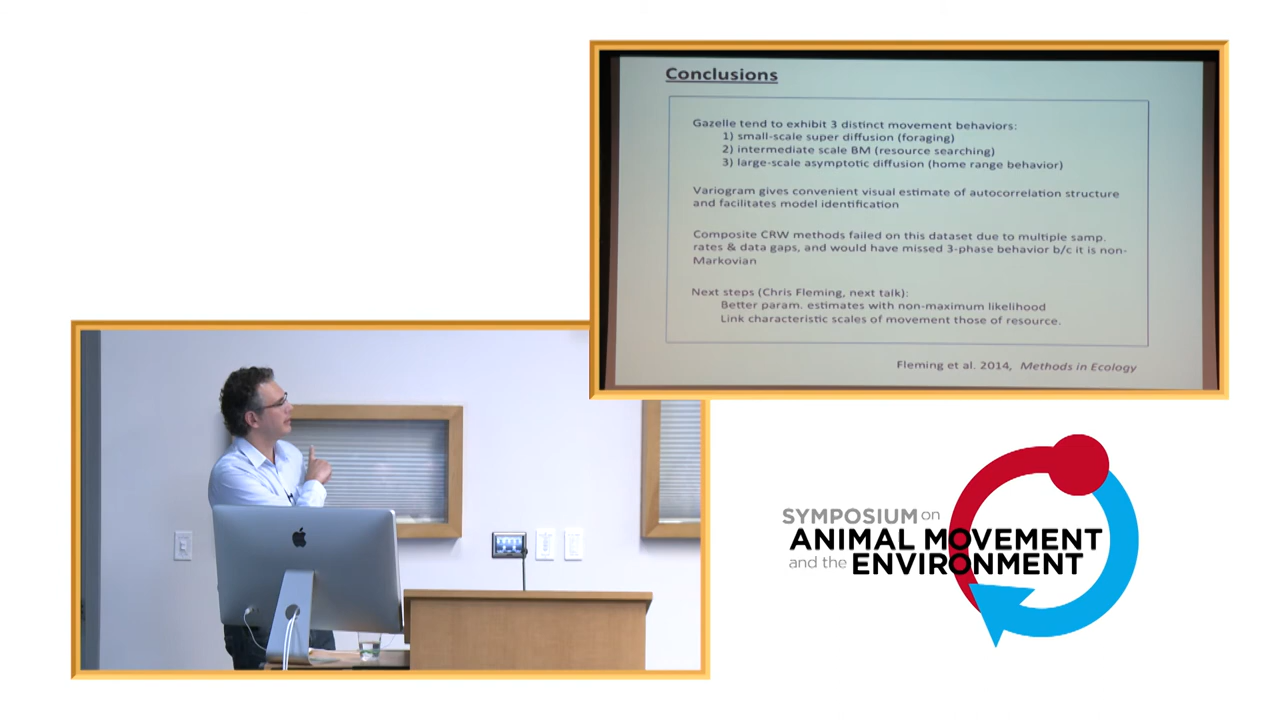 Conclusions
Gazelle tend to exhibit 3 distinct movement behaviors:
1) small-scale super diffusion (foraging)
2) intermediate scale BM (resource searching)
3) large-scale asymptotic diffusion (home range behavior)
Variogram gives convenient visual estimate of autocorrelation structure
and facilitates model identification
Composite CRW methods failed on this dataset due to multiple samp.
rates & data gaps, and would have missed 3-phase behavior b/c it is non-
Markovian
Next steps (Chris Fleming, next talk):
Better param. estimates with non-maximum likelihood
Link characteristic scales of movement those of resource.
Fleming et al. 2014, Methods in Ecology
SYMPOSIUM on
ANIMAL MOVEMENT
and the ENVIRONMENT